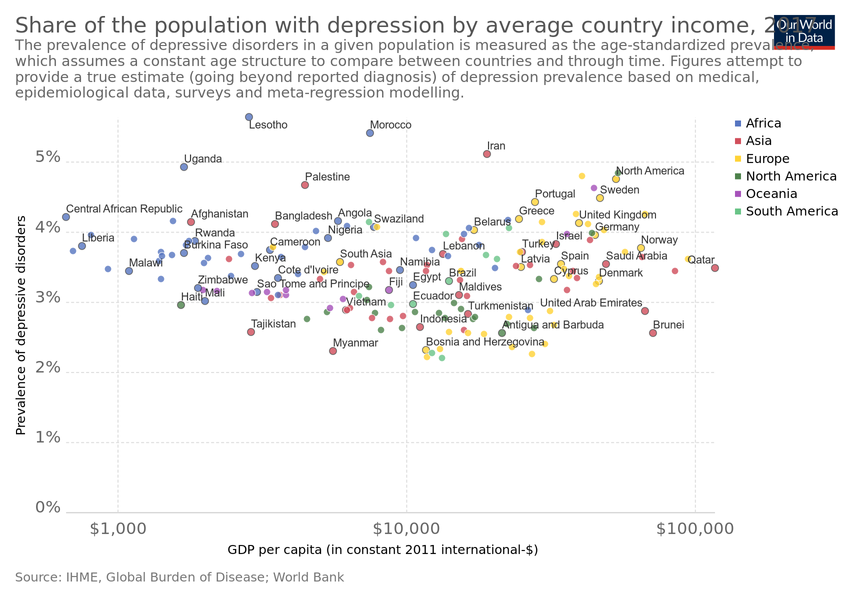 Share of the population with depression by average country income, 2017
Our World
in Data
The prevalence of depressive disorders in a given population is measured as the age-standardized prevalence,
which assumes a constant age structure to compare between countries and through time. Figures attempt to
provide a true estimate (going beyond reported diagnosis) of depression prevalence based on medical,
epidemiological data, surveys and meta-regression modelling.
Africa
Asia
Europe
North America
Oceania
South America
Prevalence of depressive disorders
5%
4%
3%
2%
1%
0%
Lesotho
Morocco
Iran
Uganda
Palestine
North America
Sweden
Portugal
Central African Republic
Afghanistan
Bangladesh
Angola
Swaziland
Greece
United Kingdom
Belarus
Germany
Liberia
Rwanda
Burkina Faso
Cameroon
Nigeria
Lebanon
Turkey
Israel
Norway
Malawi
Kenya
South Asia
Namibia
Latvia
Spain
Saudi Arabia
Qatar
Zimbabwe
Cote d'Ivoire
Sao Tome and Principe
Fiji
Egypt
Brazil
Cyprus
Denmark
Haiti
Mali
Vietnam
Ecuador
Maldives
Turkmenistan
United Arab Emirates
Tajikistan
Indonesia
Antigua and Barbuda
Brunei
Myanmar
Bosnia and Herzegovina
$1,000
$10,000
$100,000
GDP per capita (in constant 2011 international-$)
Source: IHME, Global Burden of Disease; World Bank